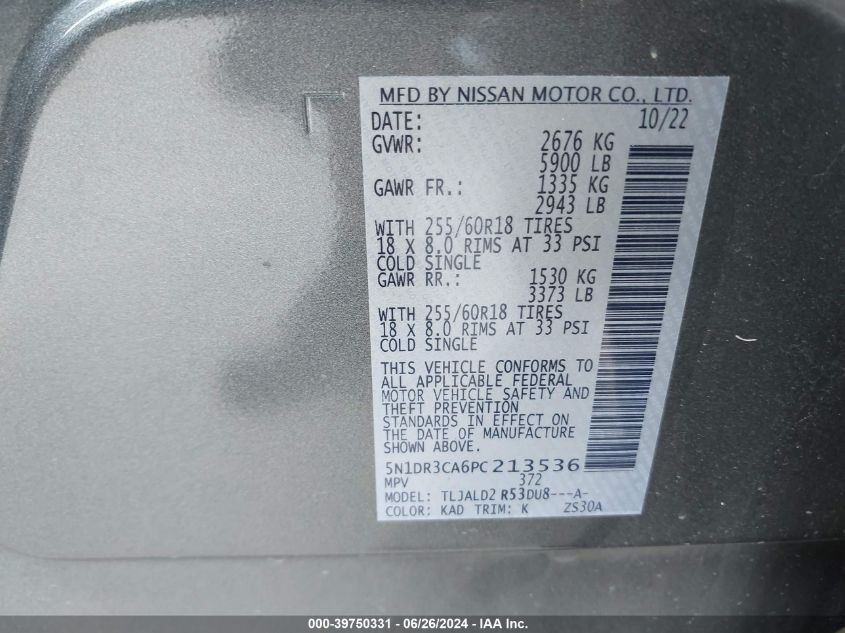 MFD BY NISSAN MOTOR CO., LTD.
DATE: 10/22
GVWR: 2676 KG
5900 LB
GAWR FR.: 1335 KG
2943 LB
WITH 255/60R18 TIRES
18 X 8.0 RIMS AT 33 PSI
COLD SINGLE
GAWR RR.: 1530 KG
3373 LB
WITH 255/60R18 TIRES
18 X 8.0 RIMS AT 33 PSI
COLD SINGLE
THIS VEHICLE CONFORMS TO
ALL APPLICABLE FEDERAL
MOTOR VEHICLE SAFETY AND
THEFT PREVENTION
STANDARDS IN EFFECT ON
THE DATE OF MANUFACTURE
SHOWN ABOVE.
5N1DR3CA6PC213536
MPV 372
MODEL: TLJALD2 R53DU8---A-
COLOR: KAD TRIM: K ZS30A
000-39750331 - 06/26/2024 - IAA Inc.